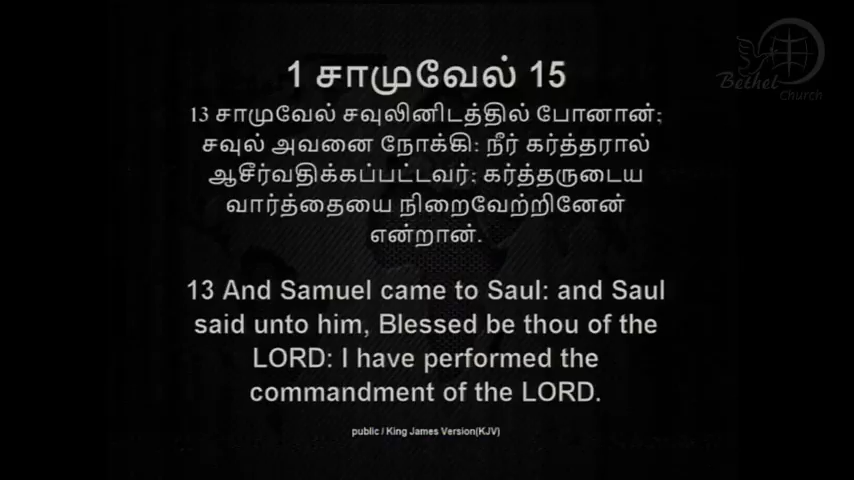 Bethel
Church
1 சாமுவேல் 15
13 சாமுவேல் சவுலினிடத்தில் போனான்;
சவுல் அவனை நோக்கி: நீர் கர்த்தரால்
ஆசீர்வதிக்கப்பட்டவர்; கர்த்தருடைய
வார்த்தையை நிறைவேற்றினேன்
என்றான்.
13 And Samuel came to Saul: and Saul
said unto him, Blessed be thou of the
LORD: I have performed the
commandment of the LORD.
public / King James Version(KJV)